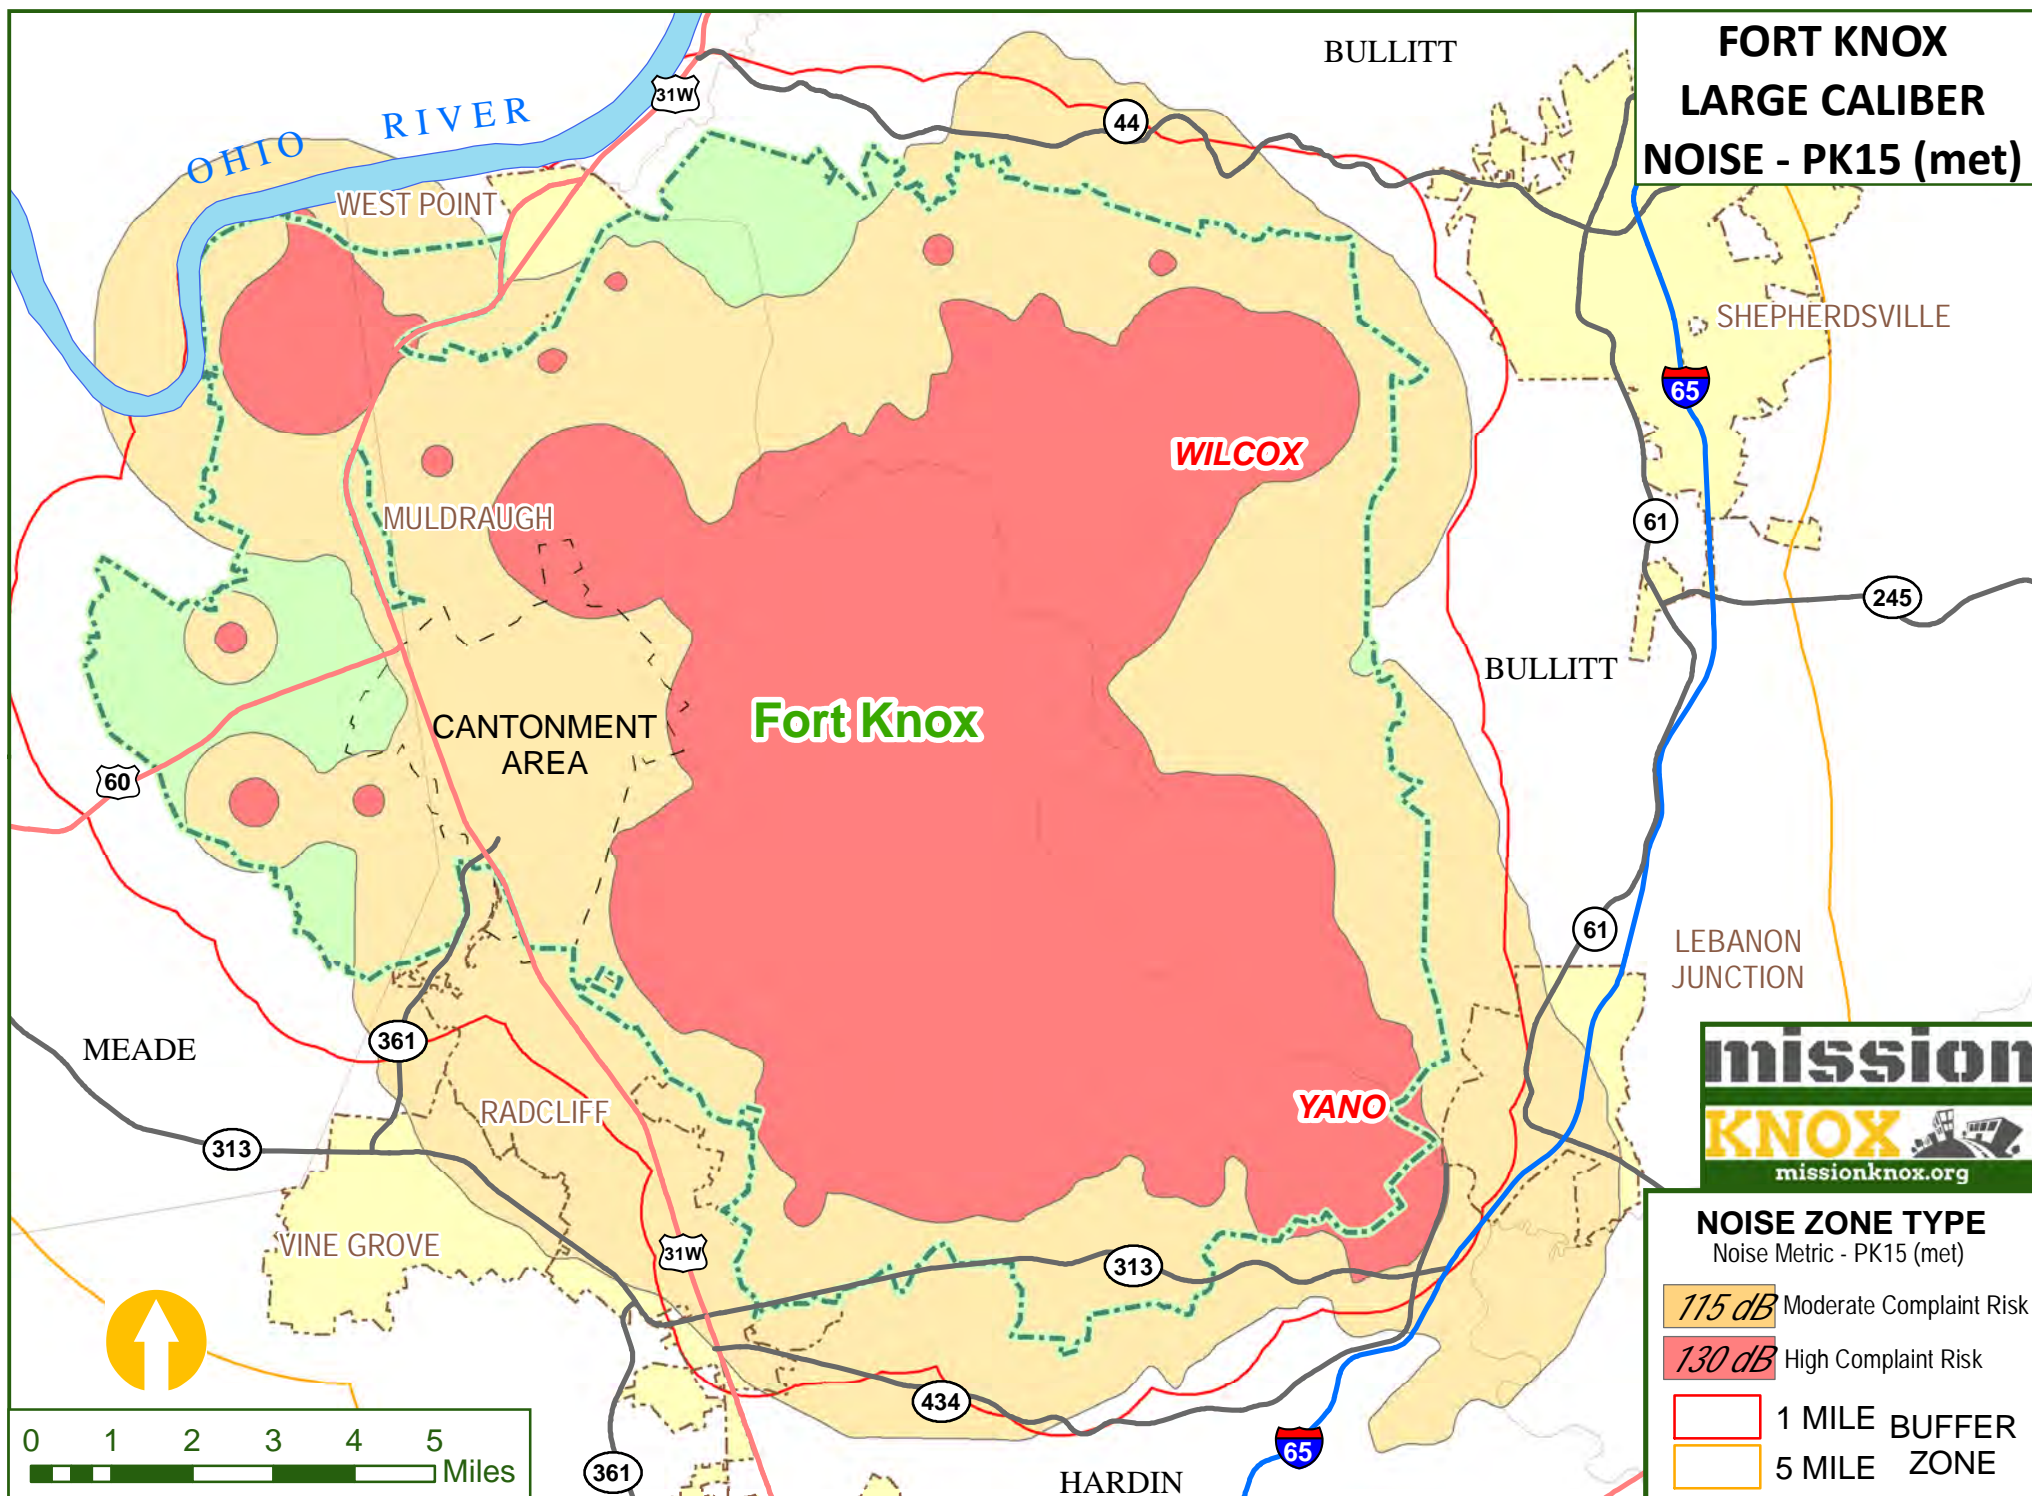 FORT KNOX
LARGE CALIBER
NOISE - PK15 (met)
BULLITT
31W
44
OHIO RIVER
WEST POINT
SHEPHERDSVILLE
65
WILCOX
MULDRAUGH
61
245
BULLITT
Fort Knox
CANTONMENT
AREA
60
61
LEBANON
JUNCTION
361
MEADE
RADCLIFF
YANO
313
VINE GROVE
31W
313
434
65
361
HARDIN
mission
KNOX
missionknox.org
NOISE ZONE TYPE
Noise Metric - PK15 (met)
115 dB Moderate Complaint Risk
130 dB High Complaint Risk
1 MILE BUFFER
5 MILE ZONE
0 1 2 3 4 5
Miles